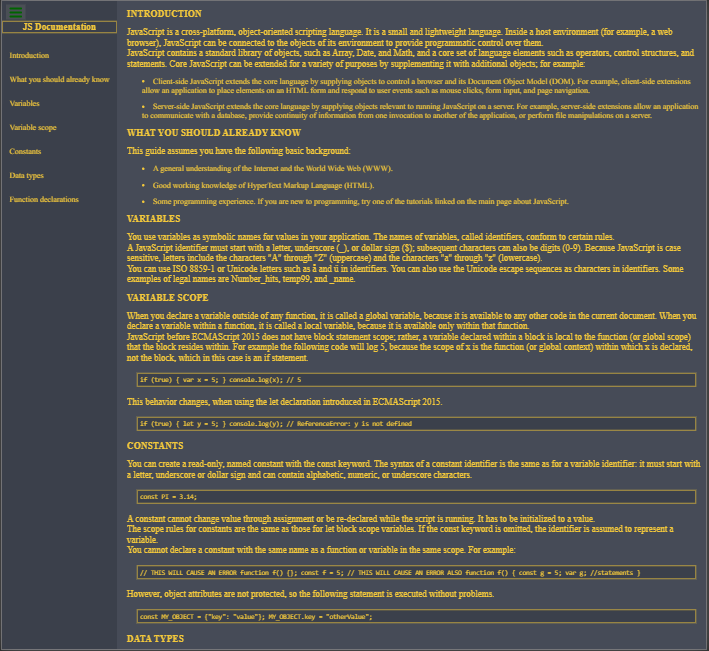 JS Documentation
Introduction
What you should already know
Variables
Variable scope
Constants
Data types
Function declarations
INTRODUCTION
JavaScript is a cross-platform, object-oriented scripting language. It is a small and lightweight language. Inside a host environment (for example, a web
browser), JavaScript can be connected to the objects of its environment to provide programmatic control over them.
JavaScript contains a standard library of objects, such as Array, Date, and Math, and a core set of language elements such as operators, control structures, and
statements. Core JavaScript can be extended for a variety of purposes by supplementing it with additional objects; for example:
• Client-side JavaScript extends the core language by supplying objects to control a browser and its Document Object Model (DOM). For example, client-side extensions
allow an application to place elements on an HTML form and respond to user events such as mouse clicks, form input, and page navigation.
• Server-side JavaScript extends the core language by supplying objects relevant to running JavaScript on a server. For example, server-side extensions allow an application
to communicate with a database, provide continuity of information from one invocation to another of the application, or perform file manipulations on a server.
WHAT YOU SHOULD ALREADY KNOW
This guide assumes you have the following basic background:
• A general understanding of the Internet and the World Wide Web (WWW).
• Good working knowledge of HyperText Markup Language (HTML).
• Some programming experience. If you are new to programming, try one of the tutorials linked on the main page about JavaScript.
VARIABLES
You use variables as symbolic names for values in your application. The names of variables, called identifiers, conform to certain rules.
A JavaScript identifier must start with a letter, underscore (_), or dollar sign ($); subsequent characters can also be digits (0-9). Because JavaScript is case
sensitive, letters include the characters "A" through "Z" (uppercase) and the characters "a" through "z" (lowercase).
You can use ISO 8859-1 or Unicode letters such as å and ü in identifiers. You can also use the Unicode escape sequences as characters in identifiers. Some
examples of legal names are Number_hits, temp99, and _name.
VARIABLE SCOPE
When you declare a variable outside of any function, it is called a global variable, because it is available to any other code in the current document. When you
declare a variable within a function, it is called a local variable, because it is available only within that function.
JavaScript before ECMAScript 2015 does not have block statement scope; rather, a variable declared within a block is local to the function (or global scope)
that the block resides within. For example the following code will log 5, because the scope of x is the function (or global context) within which x is declared,
not the block, which in this case is an if statement.
if (true) { var x = 5; } console.log(x); // 5
This behavior changes, when using the let declaration introduced in ECMAScript 2015.
if (true) { let y = 5; } console.log(y); // ReferenceError: y is not defined
CONSTANTS
You can create a read-only, named constant with the const keyword. The syntax of a constant identifier is the same as for a variable identifier: it must start with
a letter, underscore or dollar sign and can contain alphabetic, numeric, or underscore characters.
const PI = 3.14;
A constant cannot change value through assignment or be re-declared while the script is running. It has to be initialized to a value.
The scope rules for constants are the same as those for let block scope variables. If the const keyword is omitted, the identifier is assumed to represent a
variable.
You cannot declare a constant with the same name as a function or variable in the same scope. For example:
// THIS WILL CAUSE AN ERROR function f() {}; const f = 5; // THIS WILL CAUSE AN ERROR ALSO function f() { const g = 5; var g; //statements }
However, object attributes are not protected, so the following statement is executed without problems.
const MY_OBJECT = {"key": "value"}; MY_OBJECT.key = "otherValue";
DATA TYPES